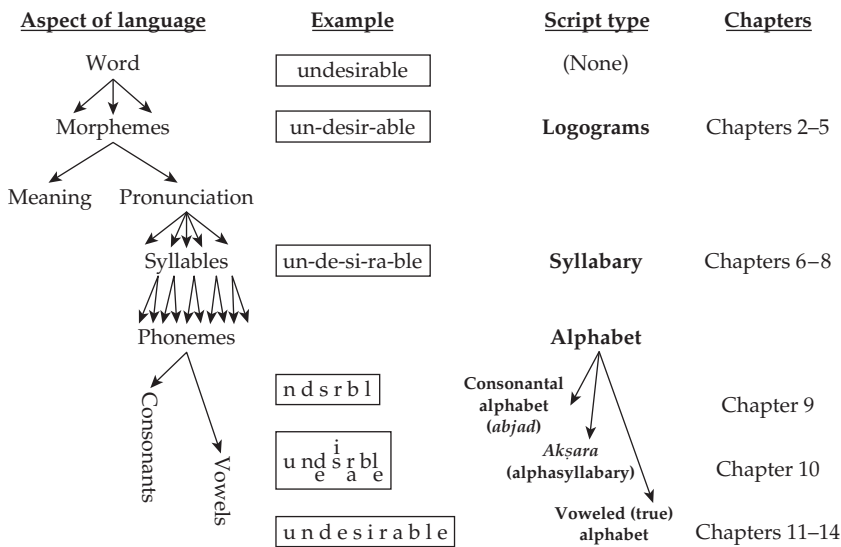 Aspect of language Example Script type Chapters
Word undesirable (None)
Morphemes un-desir-able Logograms Chapters 2–5
Meaning Pronunciation
Syllables un-de-si-ra-ble Syllabary Chapters 6–8
Phonemes Alphabet
Consonants
Vowels
n d s r b l
Consonantal
alphabet
(abjad)
Chapter 9
i
u n d s r b l
e a e
Akṣara
(alphasyllabary)
Chapter 10
u n d e s i r a b l e
Voweled (true)
alphabet
Chapters 11–14